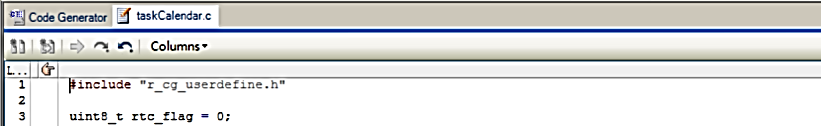 Code Generator taskCalendar.c
Columns
L...
1 #include "r_cg_userdefine.h"
2
3 uint8_t rtc_flag = 0;